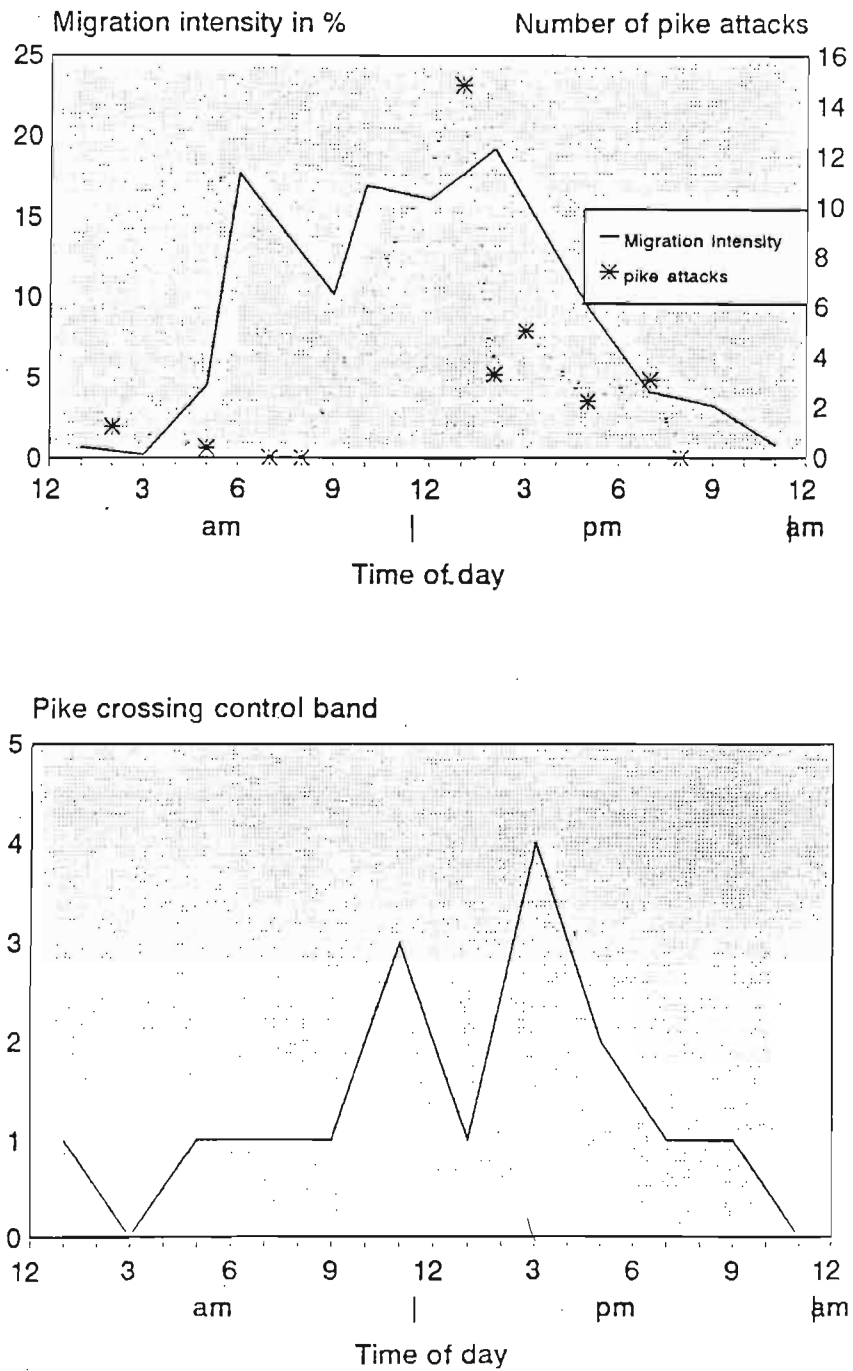 Migration intensity in % Number of pike attacks
25 16
14
20
12
15
10
Migration Intensity
8
pike attacks
10
6
5
4
2
0 0
12 3 6 9 12 3 6 9 12
am | pm |am
Time of day
Pike crossing control band
5
4
3
2
1
0
12 3 6 9 12 3 6 9 12
am | pm |am
Time of day